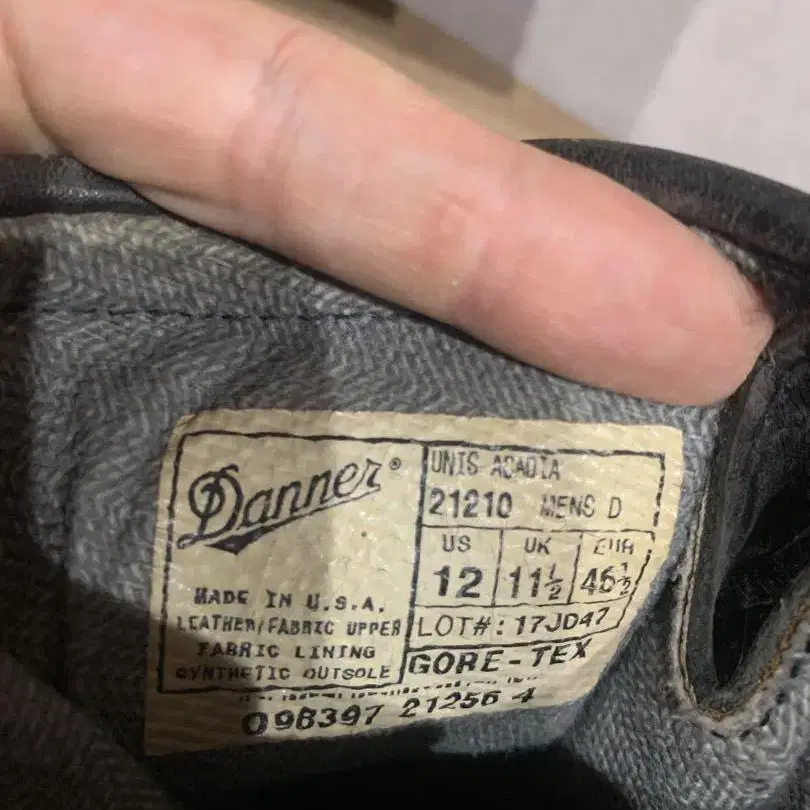 Danner®
MADE IN U.S.A.
LEATHER/FABRIC UPPER
FABRIC LINING
SYNTHETIC OUTSOLE
UNIS ACADIA
21210 MENS D
US UK EUR
12 11½ 46½
LOT#: 17JD47
GORE-TEX
098397 21256 4